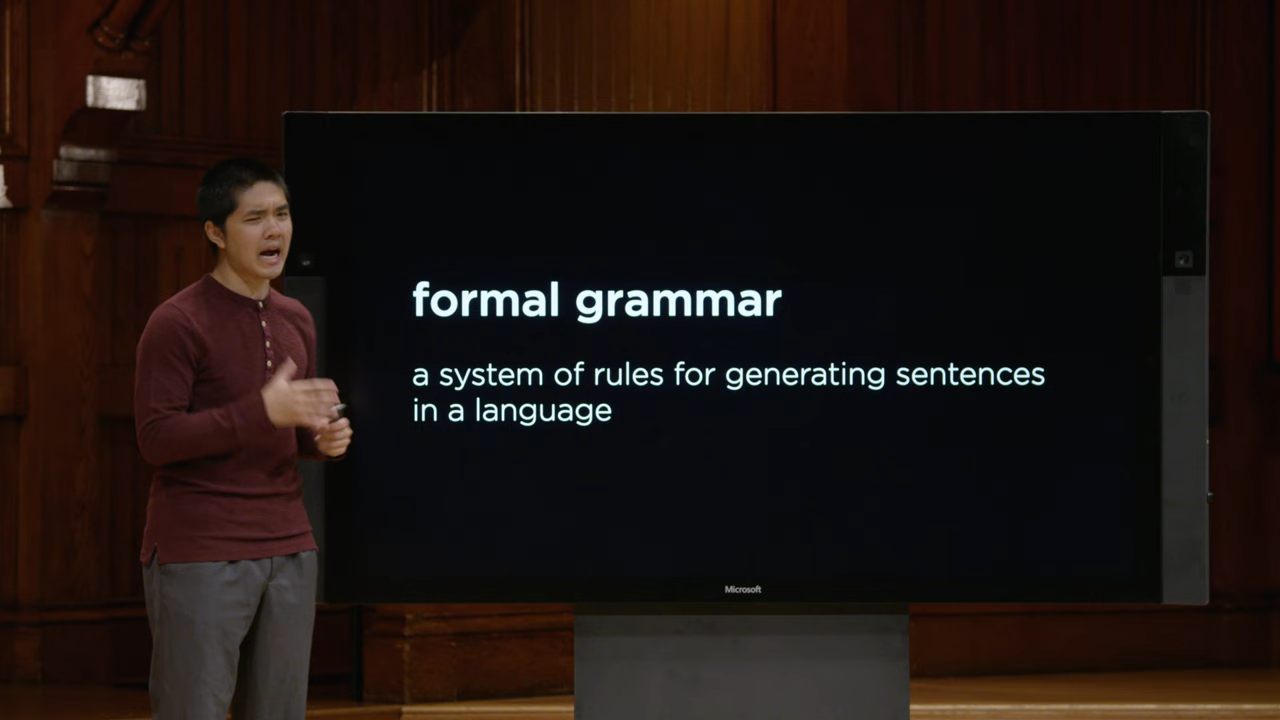 formal grammar
a system of rules for generating sentences
in a language
Microsoft